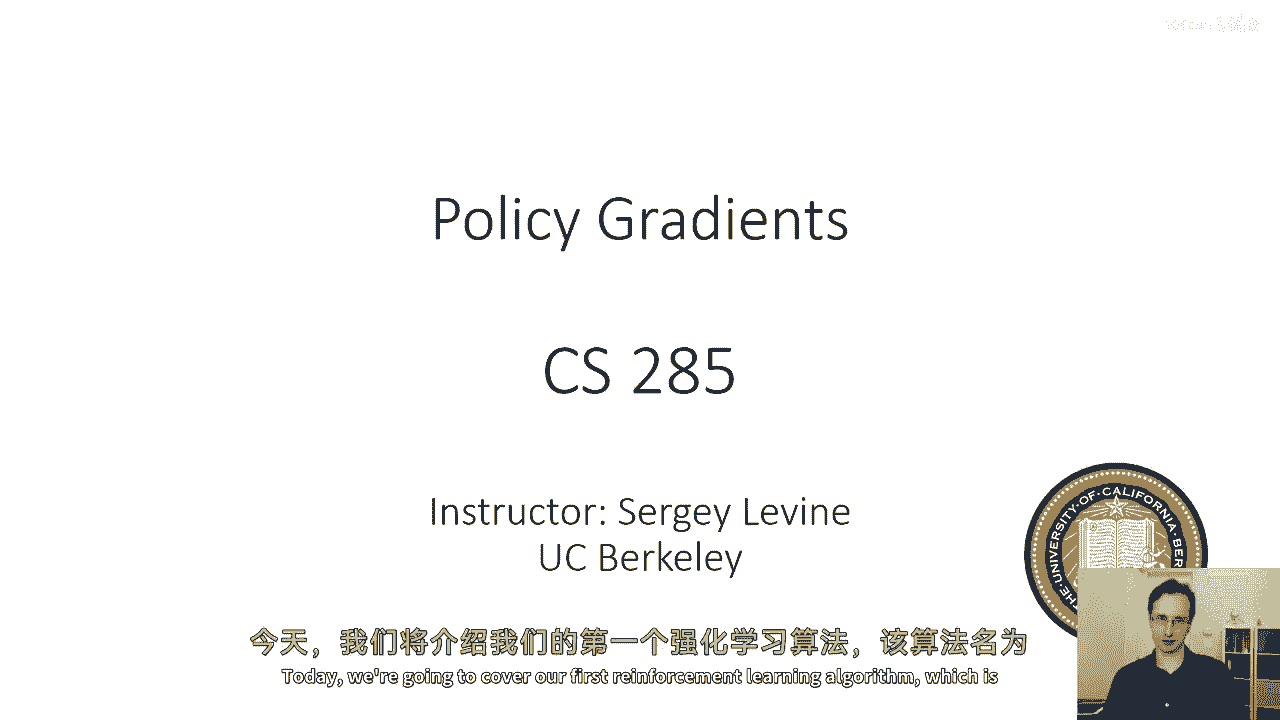 Policy Gradients
CS 285
Instructor: Sergey Levine
UC Berkeley
THE UNIVERSITY OF CALIFORNIA BER
今天，我们将介绍我们的第一个强化学习算法，该算法名为
Today, we're going to cover our first reinforcement learning algorithm, which is